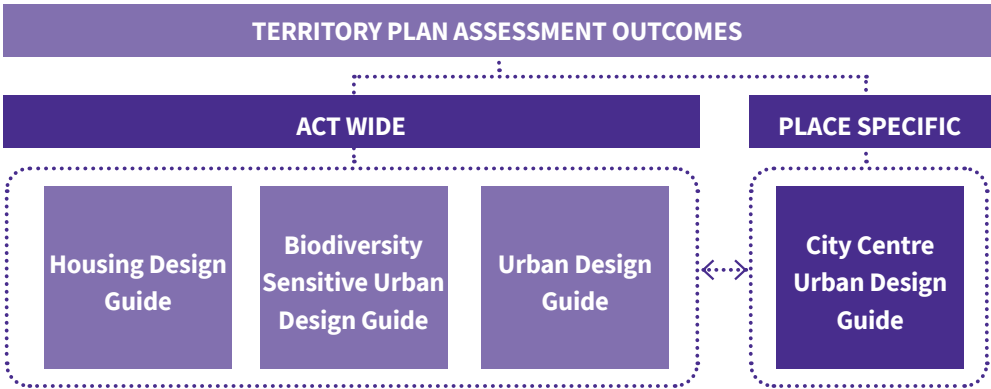 TERRITORY PLAN ASSESSMENT OUTCOMES
ACT WIDE
PLACE SPECIFIC
Housing Design
Guide
Biodiversity
Sensitive Urban
Design Guide
Urban Design
Guide
City Centre
Urban Design
Guide